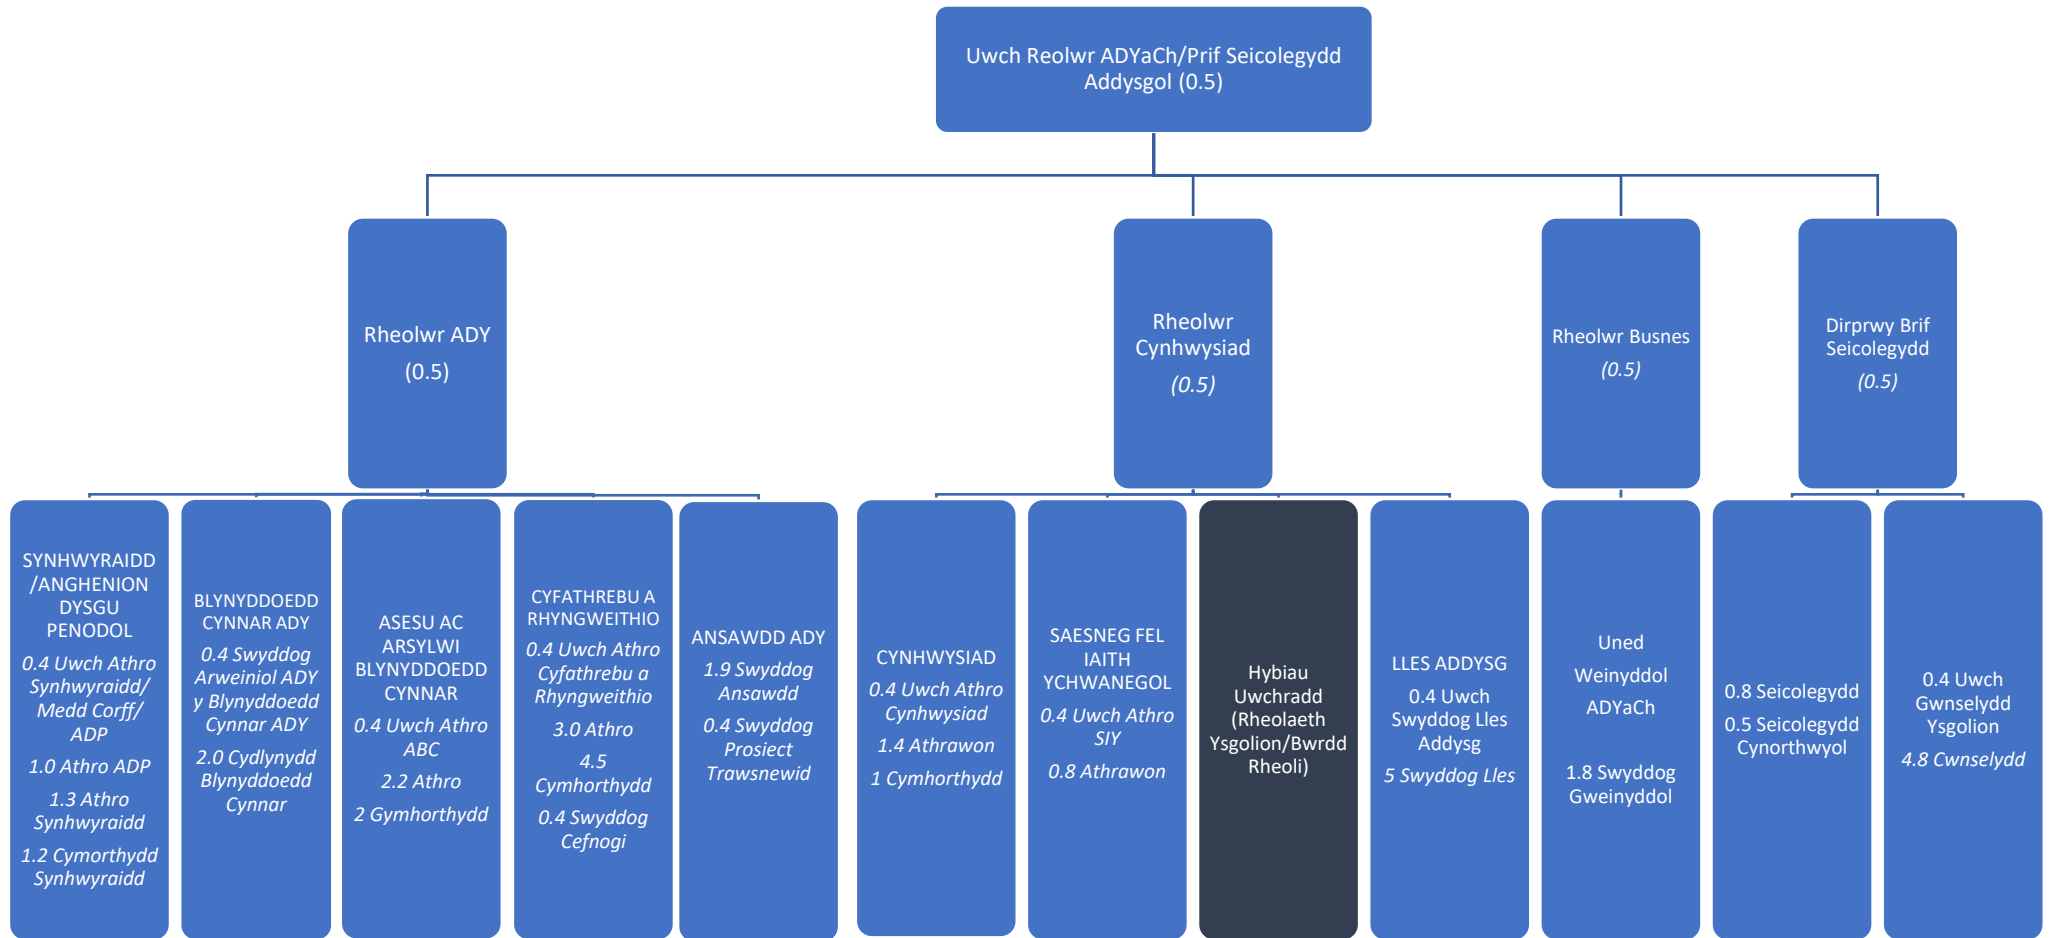 Uwch Reolwr ADYaCh/Prif Seicolegydd
Addysgol (0.5)
Rheolwr ADY
(0.5)
Rheolwr
Cynhwysiad
(0.5)
Rheolwr Busnes
(0.5)
Dirprwy Brif
Seicolegydd
(0.5)
SYNHWYRAIDD
/ANGHENION
DYSGU
PENODOL
0.4 Uwch Athro
Synhwyraidd/
Medd Corff/
ADP
1.0 Athro ADP
1.3 Athro
Synhwyraidd
1.2 Cymorthydd
Synhwyraidd
BLYNYDDOEDD
CYNNAR ADY
0.4 Swyddog
Arweiniol ADY
y Blynyddoedd
Cynnar ADY
2.0 Cydlynydd
Blynyddoedd
Cynnar
ASESU AC
ARSYLWI
BLYNYDDOEDD
CYNNAR
0.4 Uwch Athro
ABC
2.2 Athro
2 Gymhorthydd
CYFATHREBU A
RHYNGWEITHIO
0.4 Uwch Athro
Cyfathrebu a
Rhyngweithio
3.0 Athro
4.5
Cymhorthydd
0.4 Swyddog
Cefnogi
ANSAWDD ADY
1.9 Swyddog
Ansawdd
0.4 Swyddog
Prosiect
Trawsnewid
CYNHWYSIAD
0.4 Uwch Athro
Cynhwysiad
1.4 Athrawon
1 Cymhorthydd
SAESNEG FEL
IAITH
YCHWANEGOL
0.4 Uwch Athro
SIY
0.8 Athrawon
Hybiau
Uwchradd
(Rheolaeth
Ysgolion/Bwrdd
Rheoli)
LLES ADDYSG
0.4 Uwch
Swyddog Lles
Addysg
5 Swyddog Lles
Uned
Weinyddol
ADYaCh
1.8 Swyddog
Gweinyddol
0.8 Seicolegydd
0.5 Seicolegydd
Cynorthwyol
0.4 Uwch
Gwnselydd
Ysgolion
4.8 Cwnselydd